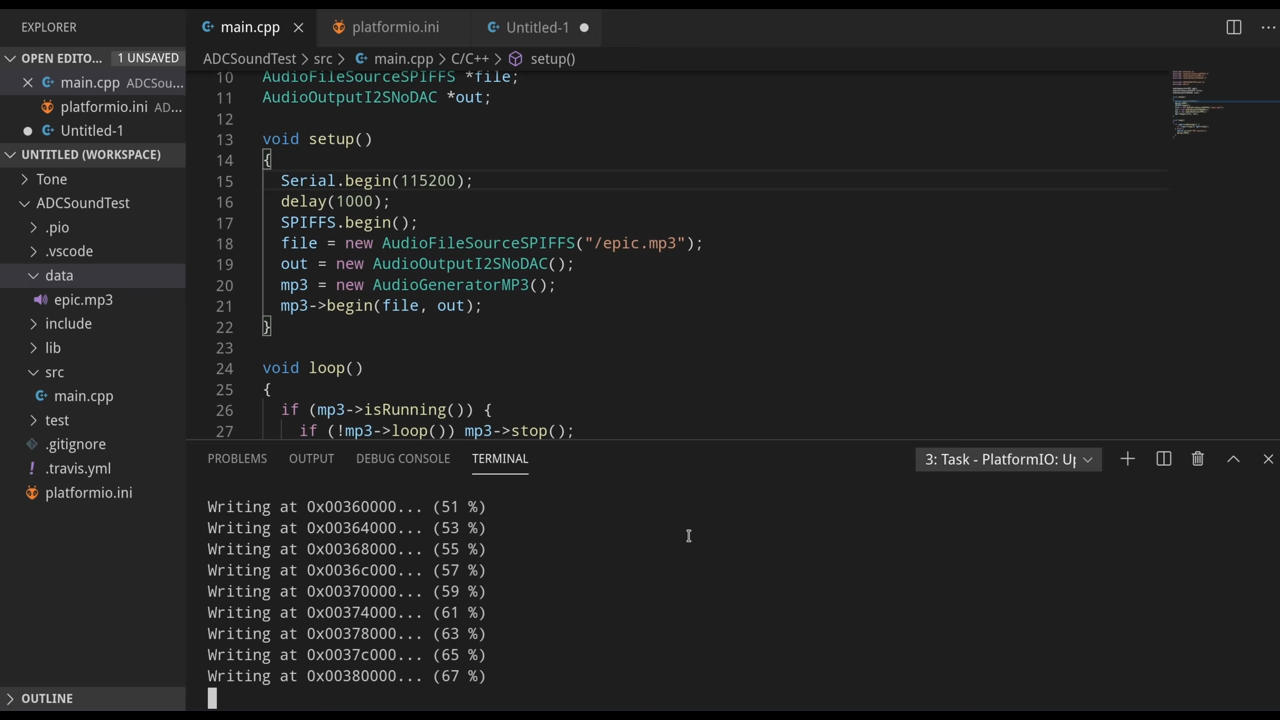 EXPLORER
OPEN EDITO... 1 UNSAVED
main.cpp ADCSou...
platformio.ini AD...
Untitled-1
UNTITLED (WORKSPACE)
Tone
ADCSoundTest
.pio
.vscode
data
epic.mp3
include
lib
src
main.cpp
test
.gitignore
.travis.yml
platformio.ini
OUTLINE
main.cpp
platformio.ini
Untitled-1
ADCSoundTest > src > main.cpp > C/C++ > setup()
10 AudioFileSourceSPIFFS *file;
11 AudioOutputI2SNoDAC *out;
12
13 void setup()
14 {
15 Serial.begin(115200);
16 delay(1000);
17 SPIFFS.begin();
18 file = new AudioFileSourceSPIFFS("/epic.mp3");
19 out = new AudioOutputI2SNoDAC();
20 mp3 = new AudioGeneratorMP3();
21 mp3->begin(file, out);
22 }
23
24 void loop()
25 {
26 if (mp3->isRunning()) {
27 if (!mp3->loop()) mp3->stop();
PROBLEMS OUTPUT DEBUG CONSOLE TERMINAL 3: Task - PlatformIO: Up
Writing at 0x00360000... (51 %)
Writing at 0x00364000... (53 %)
Writing at 0x00368000... (55 %)
Writing at 0x0036c000... (57 %)
Writing at 0x00370000... (59 %)
Writing at 0x00374000... (61 %)
Writing at 0x00378000... (63 %)
Writing at 0x0037c000... (65 %)
Writing at 0x00380000... (67 %)